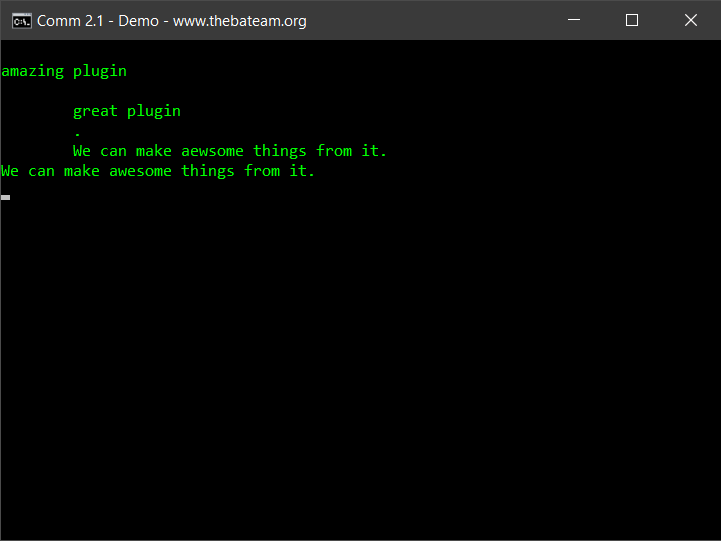 Comm 2.1 - Demo - www.thebateam.org
amazing plugin
great plugin
.
We can make aewsome things from it.
We can make awesome things from it.